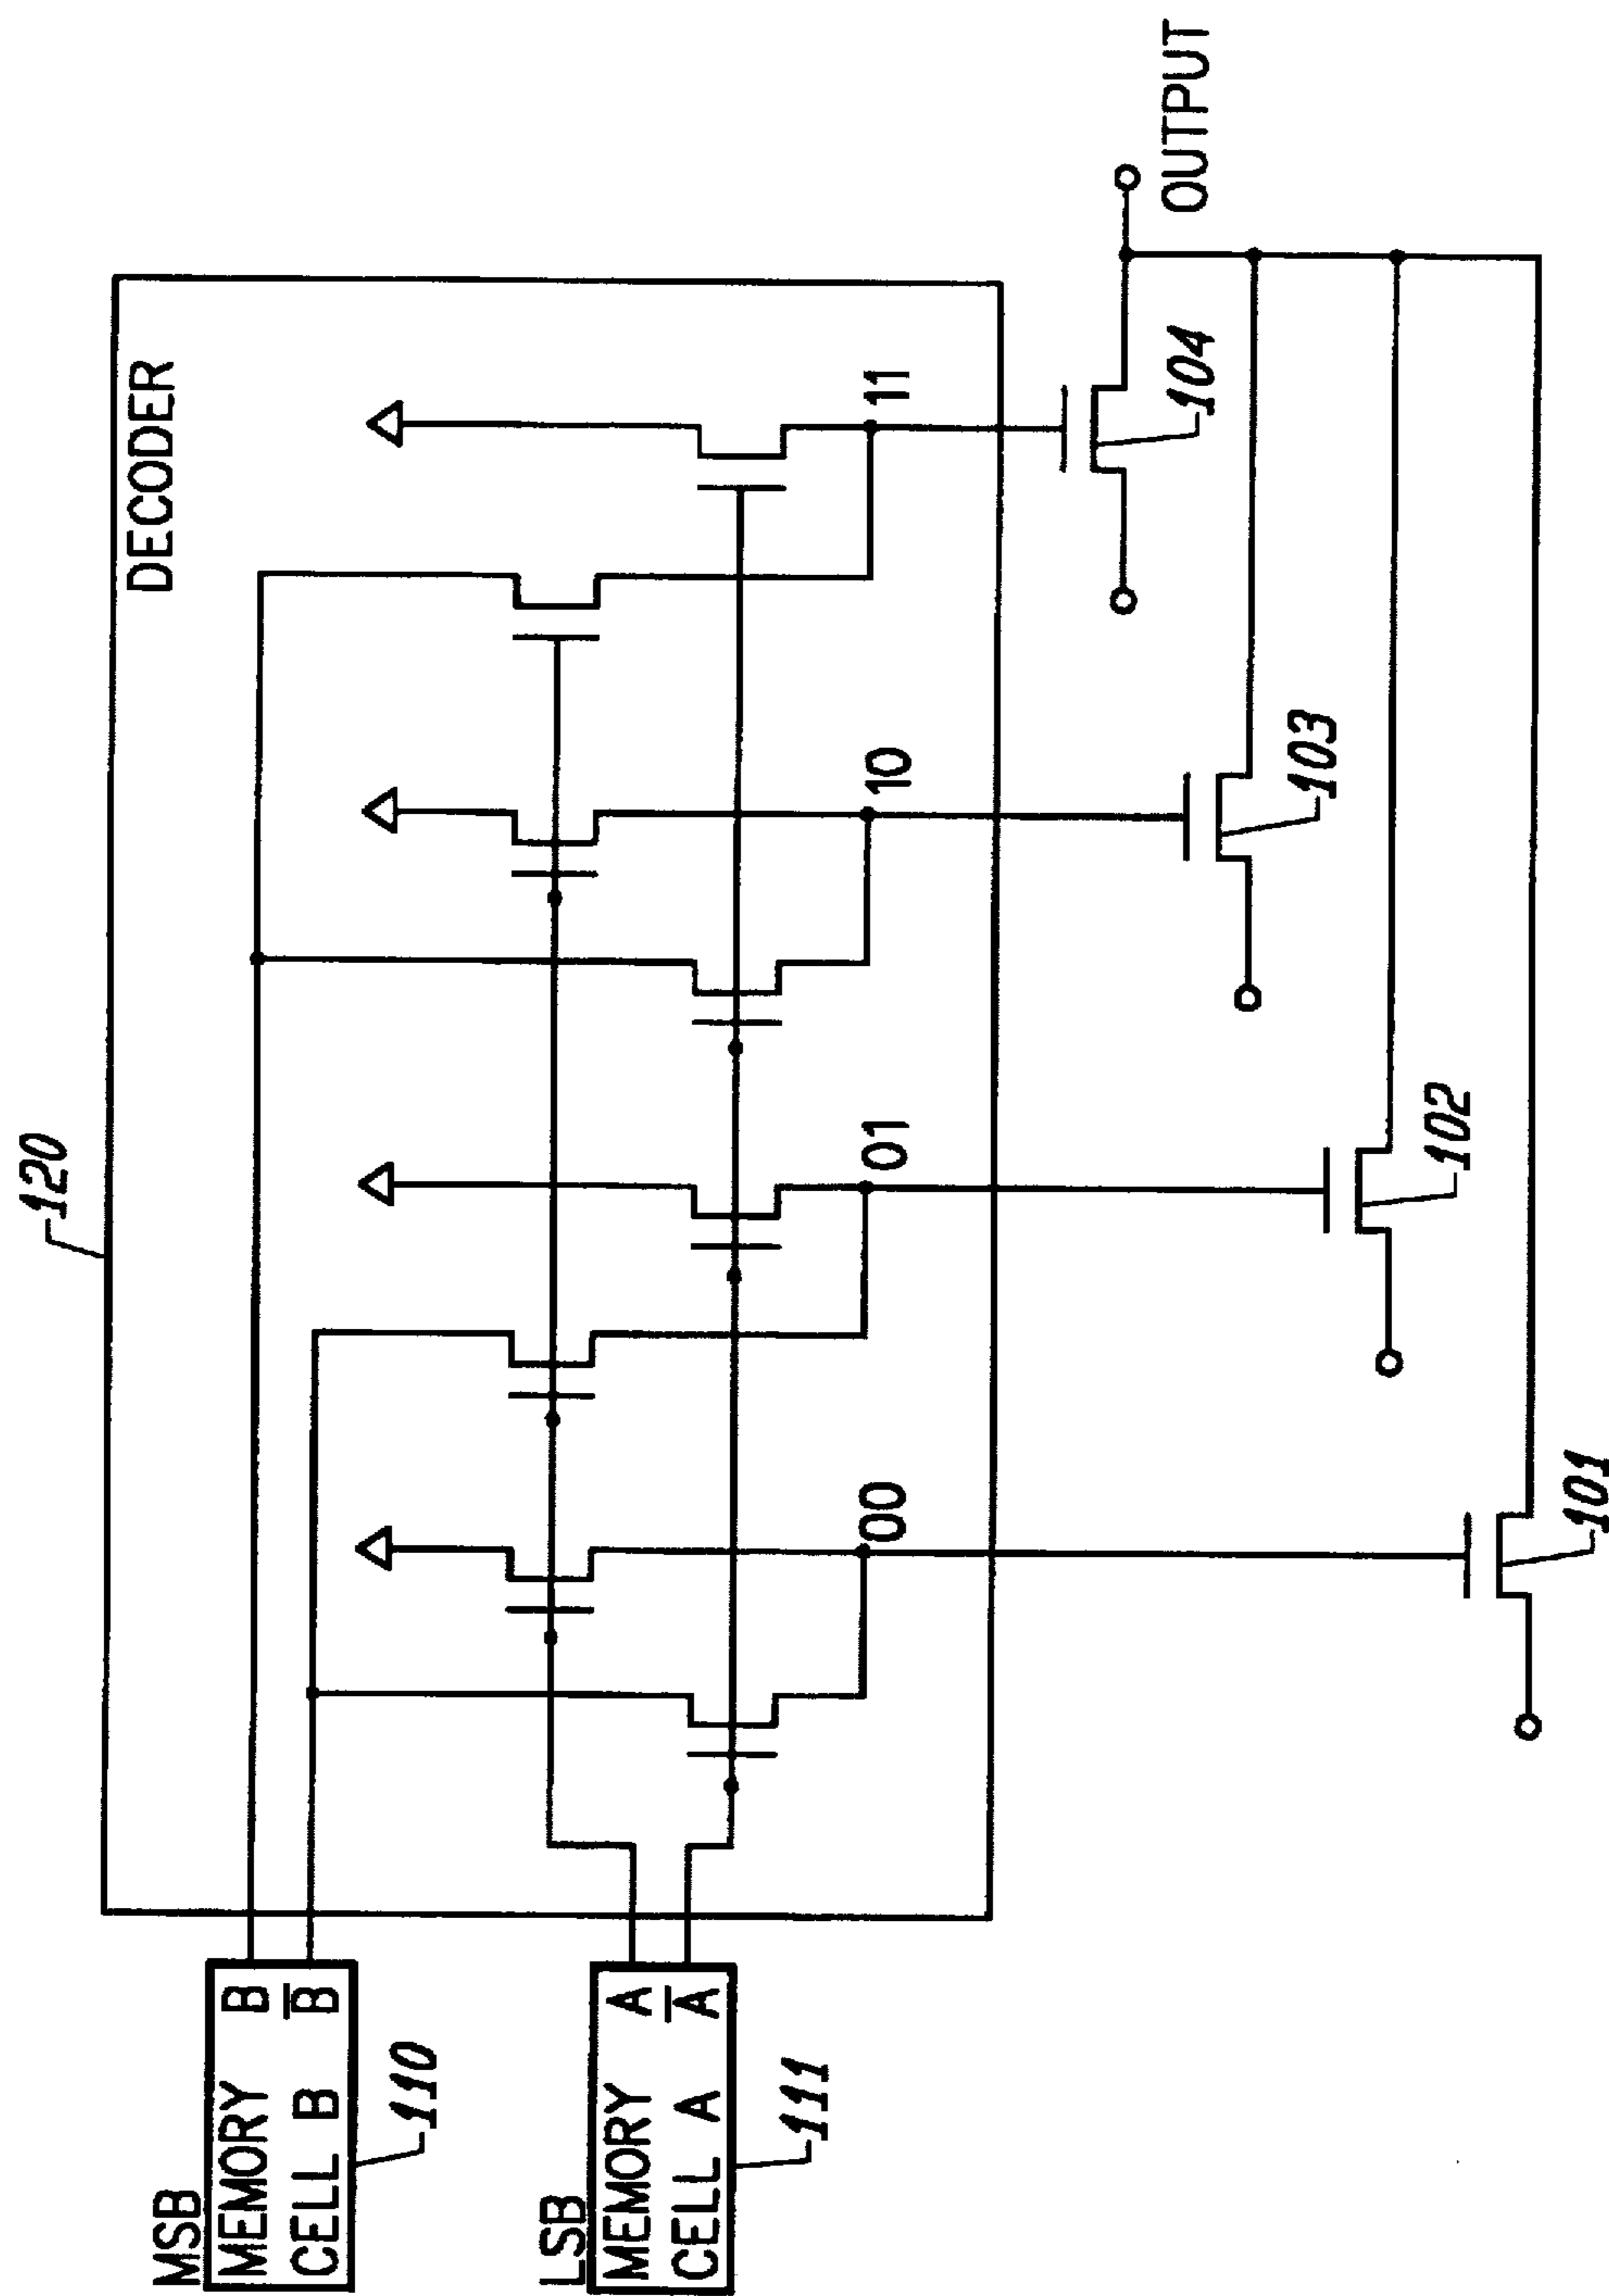 120
DECODER
MSB
MEMORY B
CELL B B̅
110
LSB
MEMORY A
CELL A A̅
111
00
01
10
11
101
102
103
104
OUTPUT